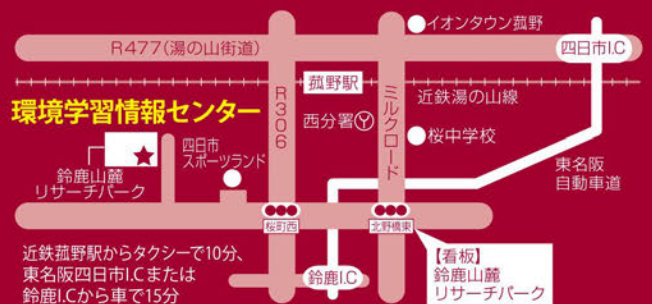 イオンタウン菰野
R477(湯の山街道)
四日市I.C
菰野駅
近鉄湯の山線
R306
ミルクロード
環境学習情報センター
西分署
桜中学校
四日市
スポーツランド
鈴鹿山麓
リサーチパーク
東名阪
自動車道
桜町西
北野橋東
近鉄菰野駅からタクシーで10分、
東名阪四日市I.Cまたは
鈴鹿I.Cから車で15分
鈴鹿I.C
【看板】
鈴鹿山麓
リサーチパーク